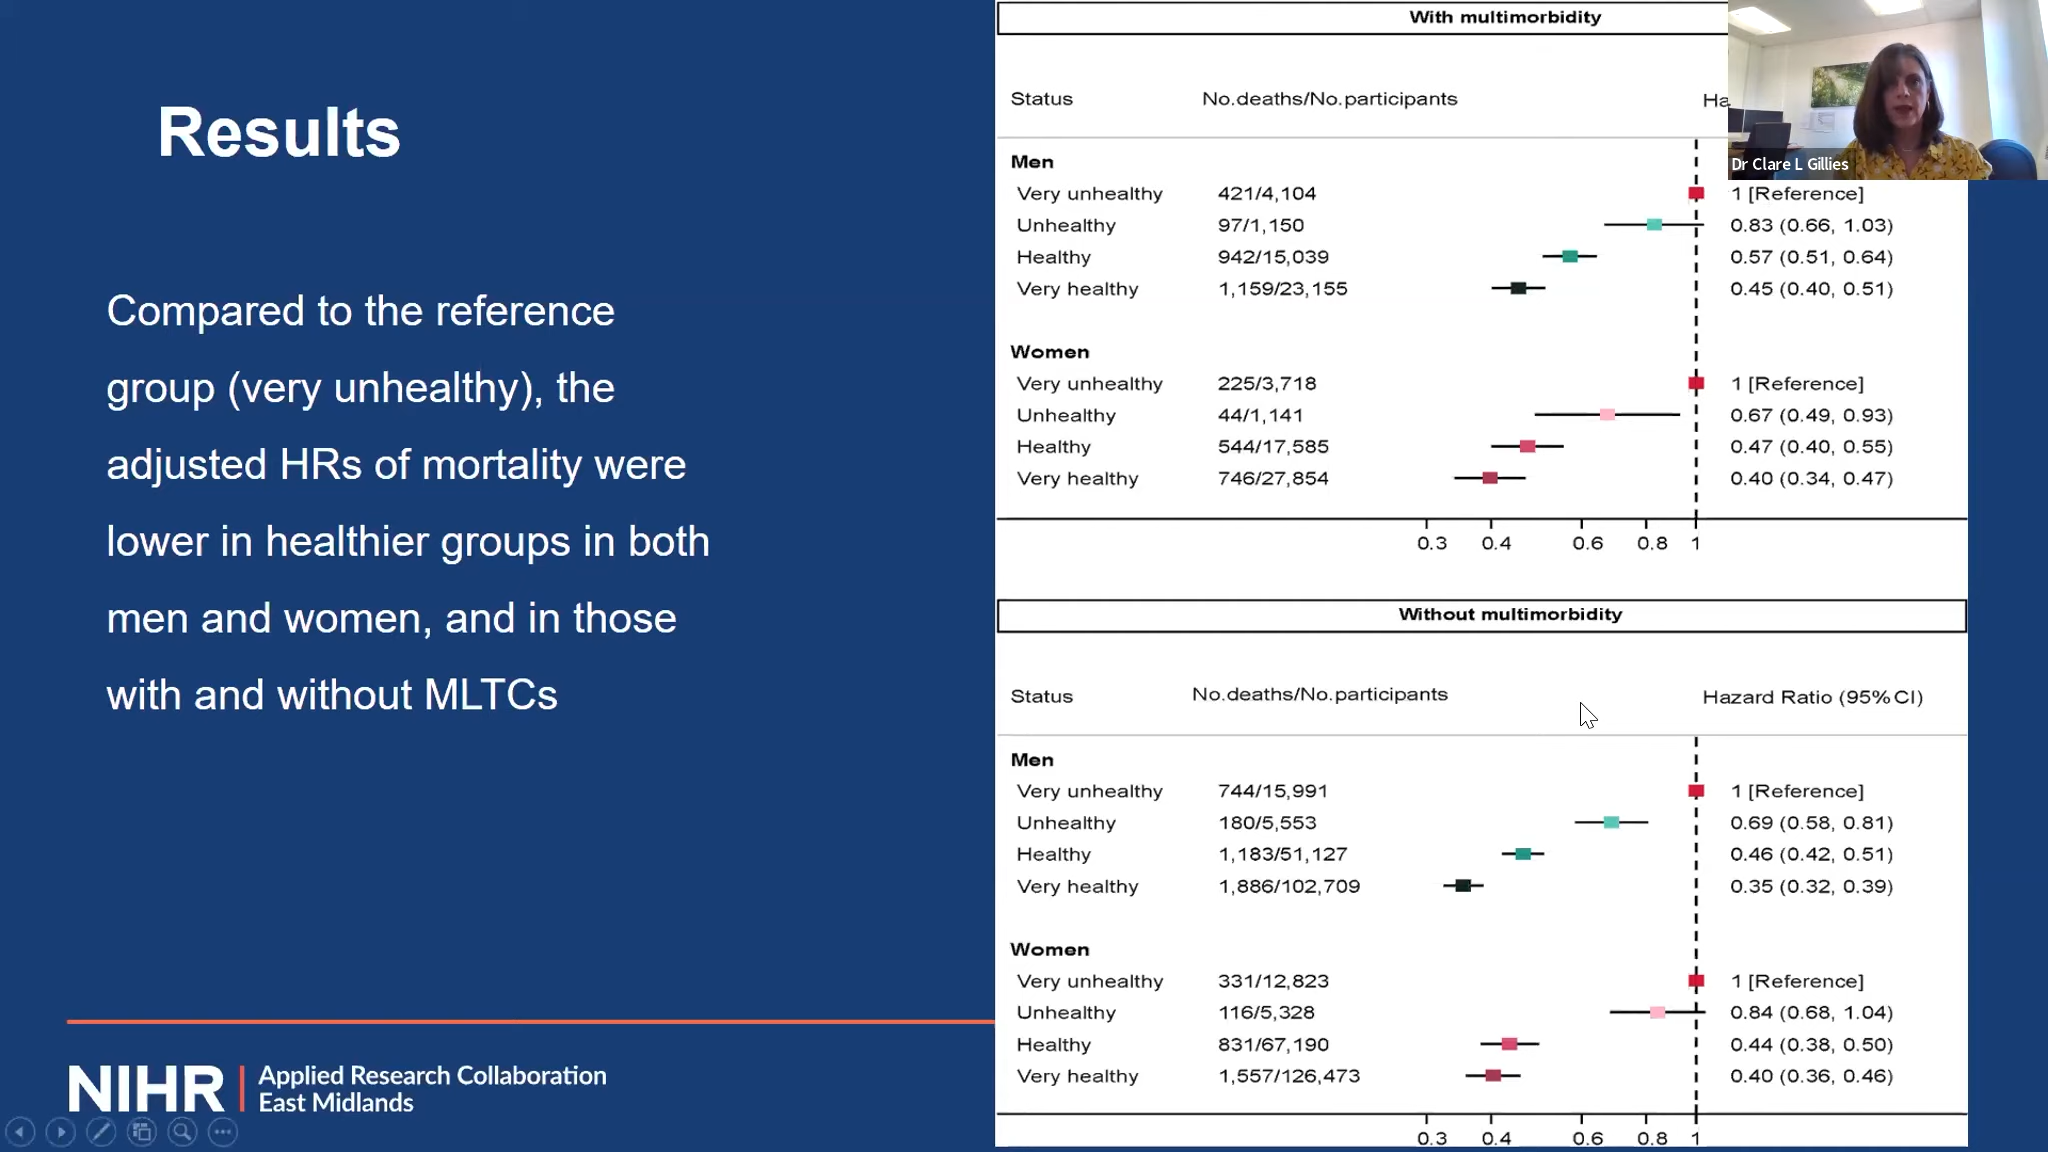 Results
Compared to the reference
group (very unhealthy), the
adjusted HRs of mortality were
lower in healthier groups in both
men and women, and in those
with and without MLTCs
NIHR | Applied Research Collaboration
East Midlands
With multimorbidity
Status No.deaths/No.participants Ha
Men
Very unhealthy 421/4,104 1 [Reference]
Unhealthy 97/1,150 0.83 (0.66, 1.03)
Healthy 942/15,039 0.57 (0.51, 0.64)
Very healthy 1,159/23,155 0.45 (0.40, 0.51)
Women
Very unhealthy 225/3,718 1 [Reference]
Unhealthy 44/1,141 0.67 (0.49, 0.93)
Healthy 544/17,585 0.47 (0.40, 0.55)
Very healthy 746/27,854 0.40 (0.34, 0.47)
0.3 0.4 0.6 0.8 1
Without multimorbidity
Status No.deaths/No.participants Hazard Ratio (95%CI)
Men
Very unhealthy 744/15,991 1 [Reference]
Unhealthy 180/5,553 0.69 (0.58, 0.81)
Healthy 1,183/51,127 0.46 (0.42, 0.51)
Very healthy 1,886/102,709 0.35 (0.32, 0.39)
Women
Very unhealthy 331/12,823 1 [Reference]
Unhealthy 116/5,328 0.84 (0.68, 1.04)
Healthy 831/67,190 0.44 (0.38, 0.50)
Very healthy 1,557/126,473 0.40 (0.36, 0.46)
0.3 0.4 0.6 0.8 1
Dr Clare L Gillies